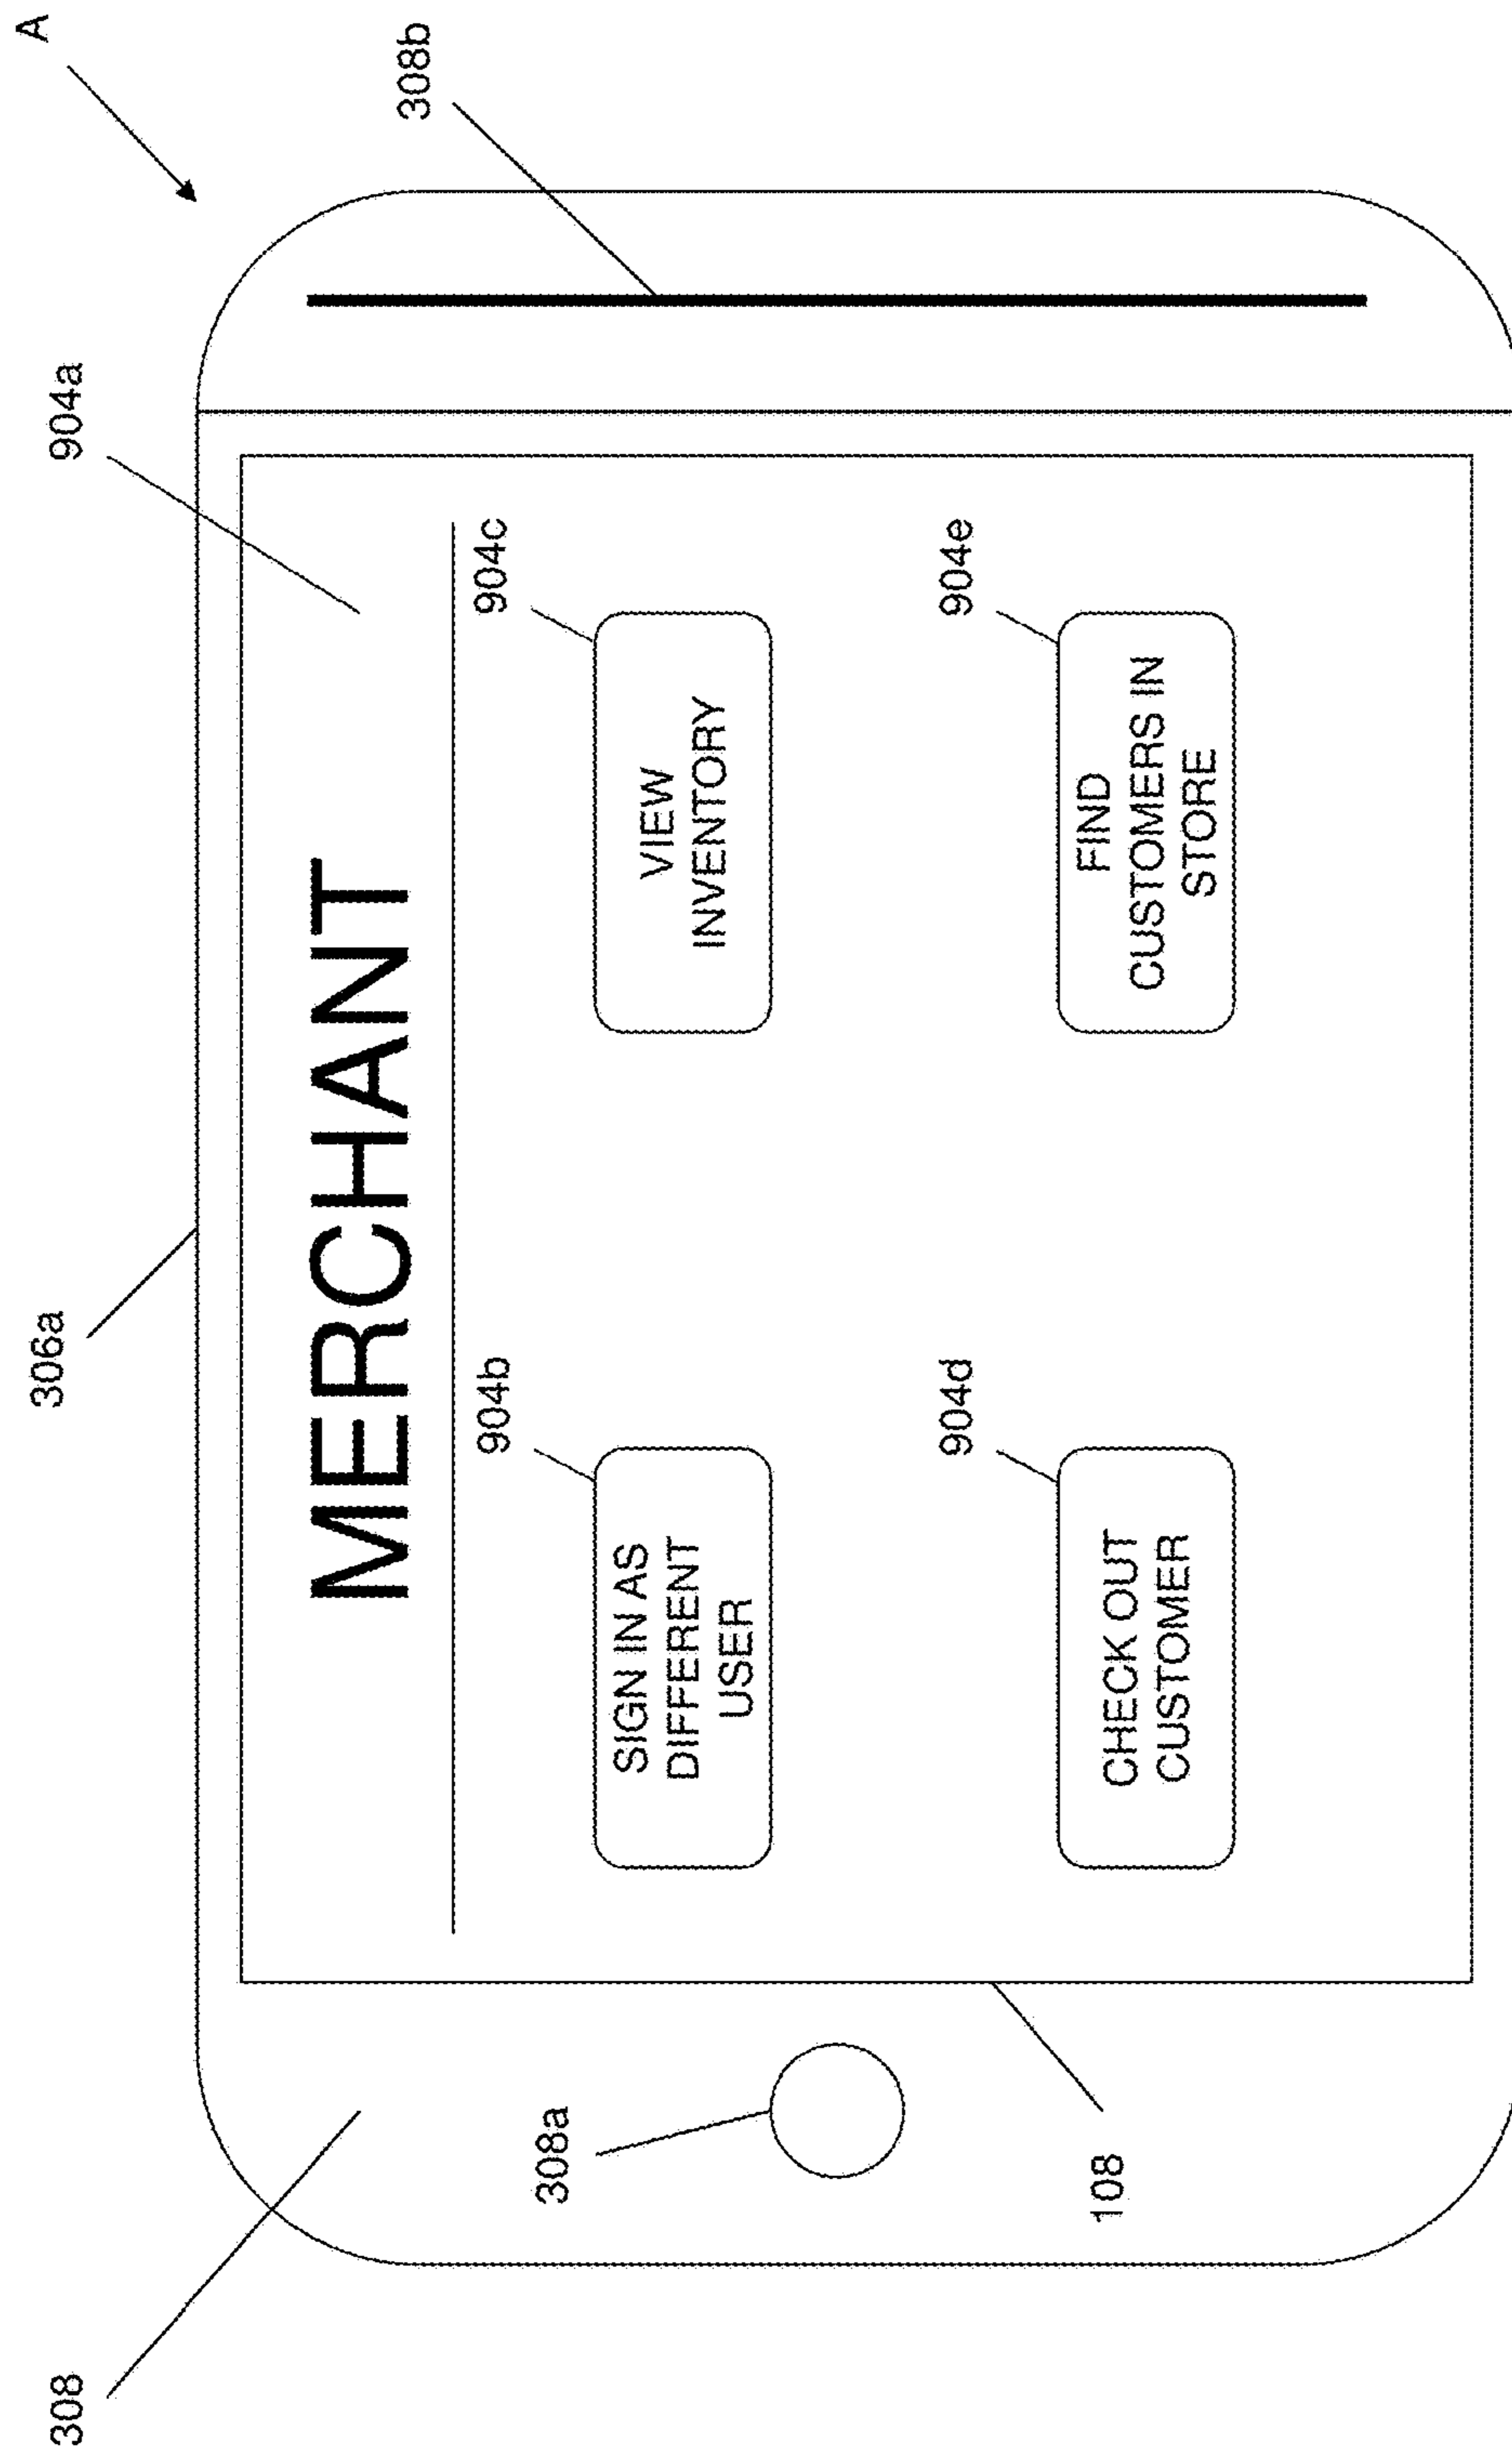 A
306a
308
904a
308b
MERCHANT
904b
904c
308a
SIGN IN AS
DIFFERENT
USER
VIEW
INVENTORY
904d
904e
CHECK OUT
CUSTOMER
FIND
CUSTOMERS IN
STORE
108